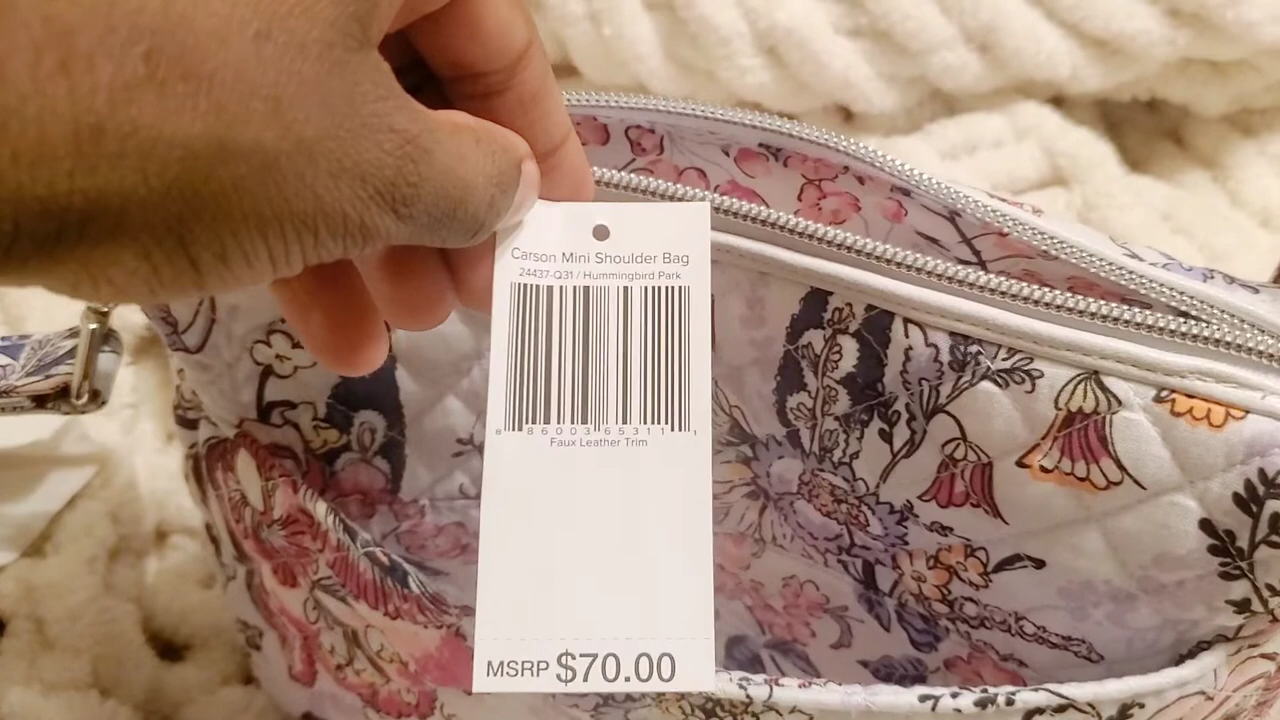 Carson Mini Shoulder Bag
24437-Q31 / Hummingbird Park
8 86003 65311 1
Faux Leather Trim
MSRP $70.00